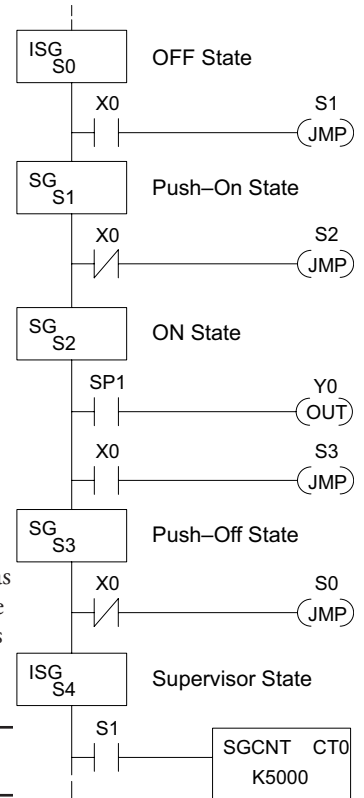 ISG
S0
OFF State
X0
S1
JMP
SG
S1
Push–On State
X0
S2
JMP
SG
S2
ON State
SP1
Y0
OUT
X0
S3
JMP
SG
S3
Push–Off State
as
X0
S0
e
JMP
s
ISG
S4
Supervisor State
S1
SGCNT CT0
K5000